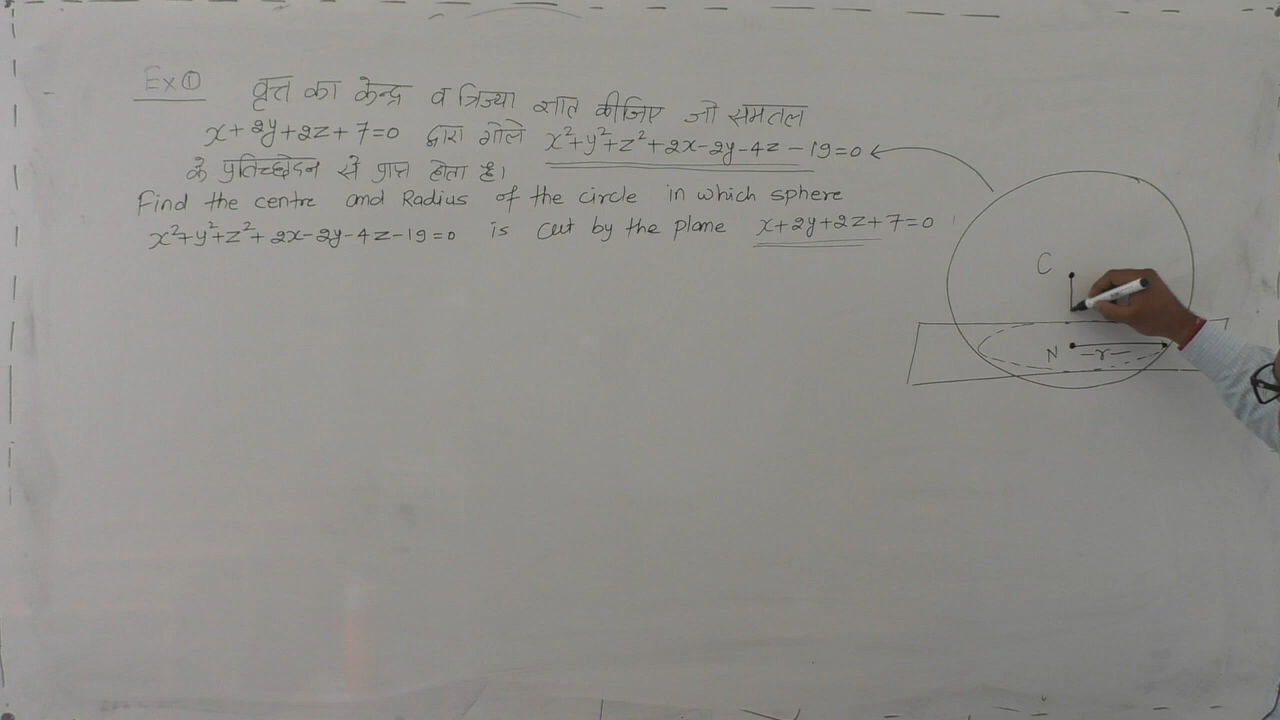 Ex ①
वृत्त का केन्द्र व त्रिज्या ज्ञात कीजिए जो समतल
x+2y+2z+7=0 द्वारा गोले x²+y²+z²+2x-2y-4z-19=0
के प्रतिच्छेदन से प्राप्त होता है।
Find the centre and Radius of the circle in which sphere
x²+y²+z²+2x-2y-4z-19=0 is cut by the plane x+2y+2z+7=0
C
N -r-